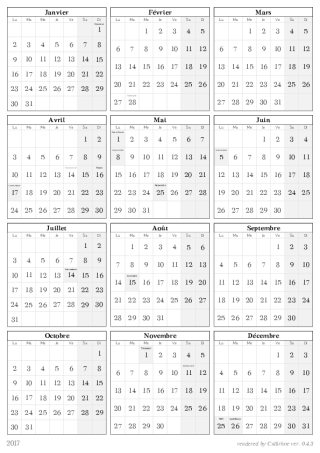 Janvier
Lu Ma Me Je Ve Sa Di
1
2 3 4 5 6 7 8
9 10 11 12 13 14 15
16 17 18 19 20 21 22
23 24 25 26 27 28 29
30 31
Février
Lu Ma Me Je Ve Sa Di
1 2 3 4 5
6 7 8 9 10 11 12
13 14 15 16 17 18 19
20 21 22 23 24 25 26
27 28
Mars
Lu Ma Me Je Ve Sa Di
1 2 3 4 5
6 7 8 9 10 11 12
13 14 15 16 17 18 19
20 21 22 23 24 25 26
27 28 29 30 31
Avril
Lu Ma Me Je Ve Sa Di
1 2
3 4 5 6 7 8 9
10 11 12 13 14 15 16
17 18 19 20 21 22 23
24 25 26 27 28 29 30
Mai
Lu Ma Me Je Ve Sa Di
1 2 3 4 5 6 7
8 9 10 11 12 13 14
15 16 17 18 19 20 21
22 23 24 25 26 27 28
29 30 31
Juin
Lu Ma Me Je Ve Sa Di
1 2 3 4
5 6 7 8 9 10 11
12 13 14 15 16 17 18
19 20 21 22 23 24 25
26 27 28 29 30
Juillet
Lu Ma Me Je Ve Sa Di
1 2
3 4 5 6 7 8 9
10 11 12 13 14 15 16
17 18 19 20 21 22 23
24 25 26 27 28 29 30
31
Août
Lu Ma Me Je Ve Sa Di
1 2 3 4 5 6
7 8 9 10 11 12 13
14 15 16 17 18 19 20
21 22 23 24 25 26 27
28 29 30 31
Septembre
Lu Ma Me Je Ve Sa Di
1 2 3
4 5 6 7 8 9 10
11 12 13 14 15 16 17
18 19 20 21 22 23 24
25 26 27 28 29 30
Octobre
Lu Ma Me Je Ve Sa Di
1
2 3 4 5 6 7 8
9 10 11 12 13 14 15
16 17 18 19 20 21 22
23 24 25 26 27 28 29
30 31
Novembre
Lu Ma Me Je Ve Sa Di
1 2 3 4 5
6 7 8 9 10 11 12
13 14 15 16 17 18 19
20 21 22 23 24 25 26
27 28 29 30
Décembre
Lu Ma Me Je Ve Sa Di
1 2 3
4 5 6 7 8 9 10
11 12 13 14 15 16 17
18 19 20 21 22 23 24
25 26 27 28 29 30 31
2017
rendered by Callirhoe ver. 0.4.3